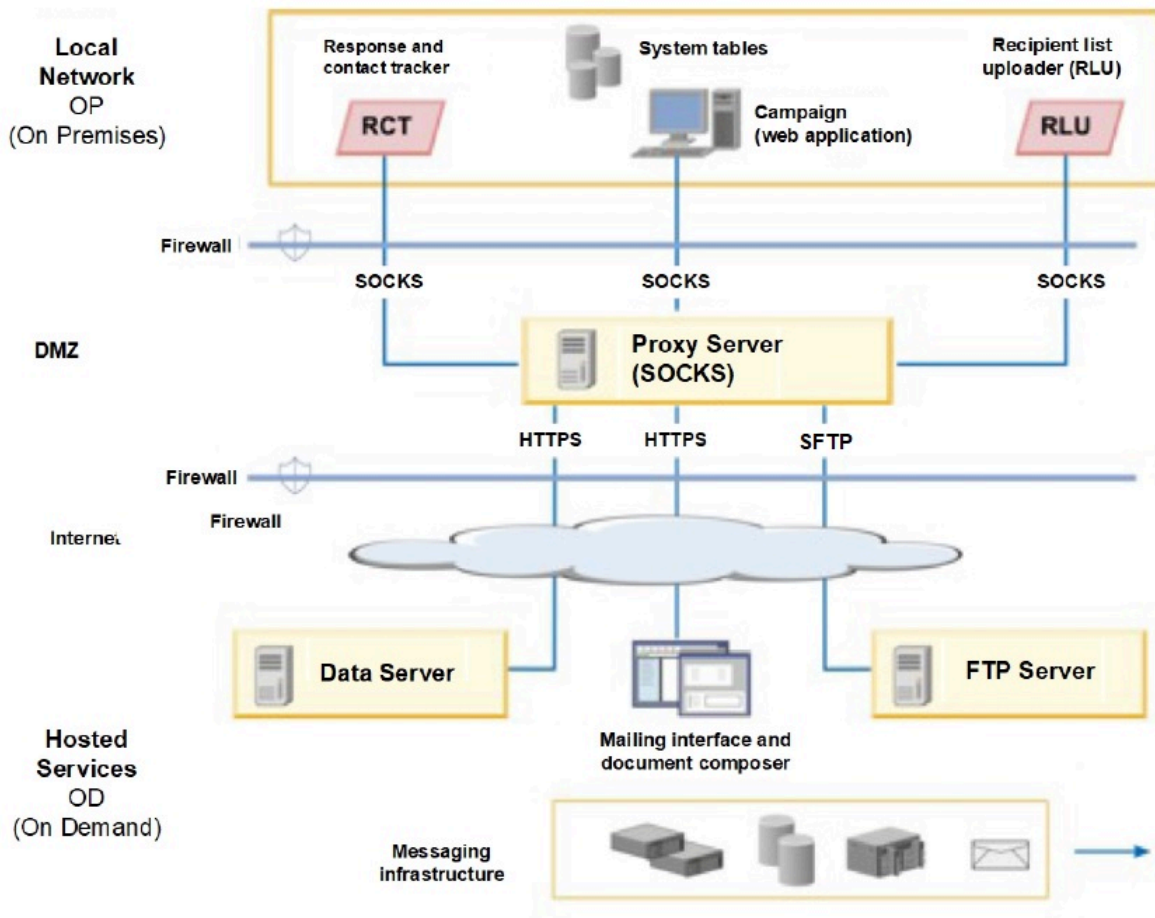 Local
Network
OP
(On Premises)
Response and
contact tracker
RCT
System tables
Campaign
(web application)
Recipient list
uploader (RLU)
RLU
Firewall
SOCKS
SOCKS
SOCKS
DMZ
Proxy Server
(SOCKS)
HTTPS
HTTPS
SFTP
Firewall
Firewall
Internet
Data Server
FTP Server
Mailing interface and
document composer
Hosted
Services
OD
(On Demand)
Messaging
infrastructure